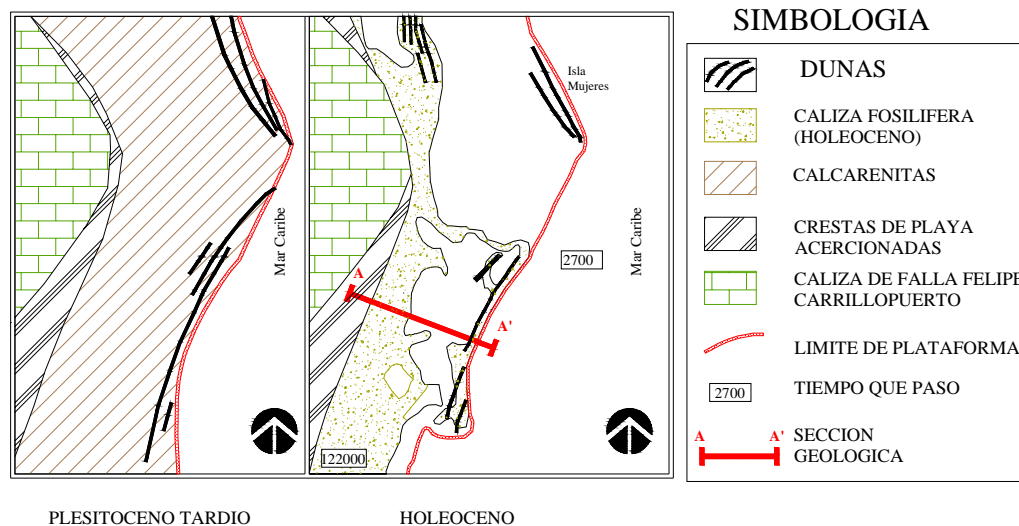 Mar Caribe
PLESITOCENO TARDIO
Isla
Mujeres
Mar Caribe
2700
A
A'
122000
HOLEOCENO
SIMBOLOGIA
DUNAS
CALIZA FOSILIFERA
(HOLEOCENO)
CALCARENITAS
CRESTAS DE PLAYA
ACERCIONADAS
CALIZA DE FALLA FELIPE
CARRILLOPUERTO
LIMITE DE PLATAFORMA
2700
TIEMPO QUE PASO
A
A'
SECCION
GEOLOGICA